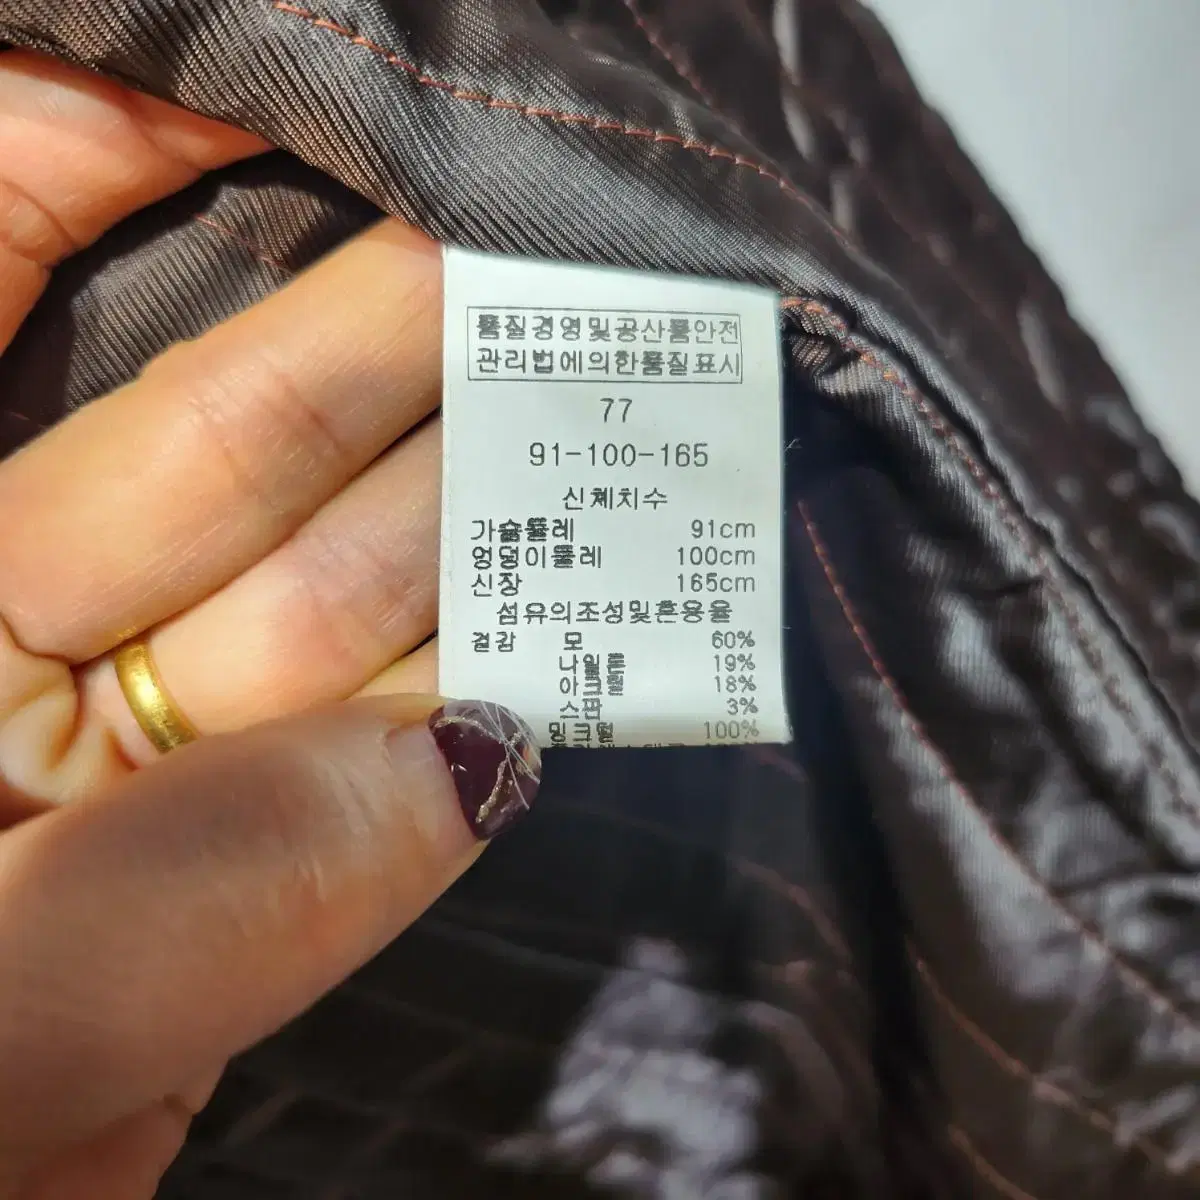 품질경영및공산품안전
관리법에의한품질표시
77
91-100-165
신체치수
가슴둘레 91cm
엉덩이둘레 100cm
신장 165cm
섬유의조성및혼용율
겉감 모 60%
나일론 19%
아크릴 18%
스판 3%
밍크털 100%